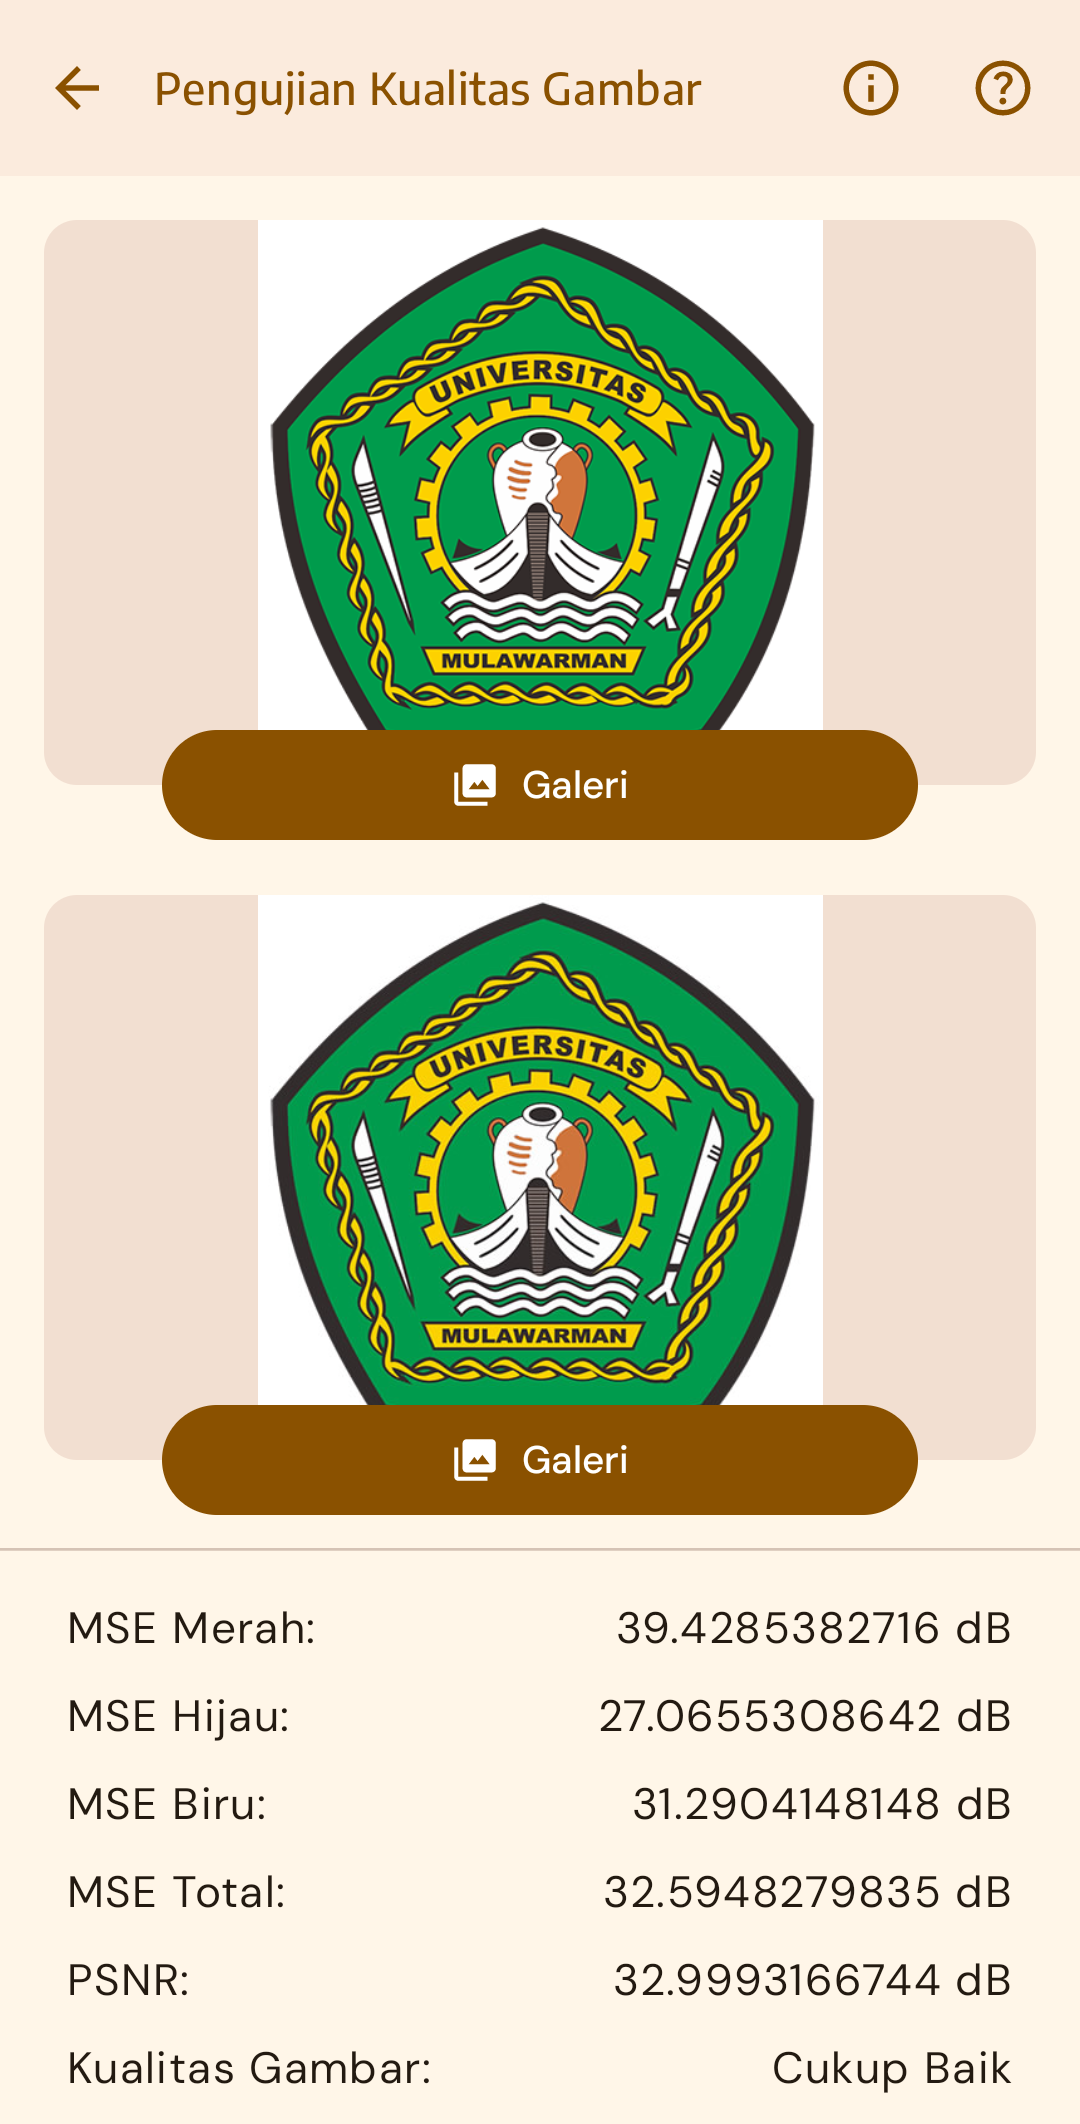 Pengujian Kualitas Gambar
UNIVERSITAS
MULAWARMAN
Galeri
UNIVERSITAS
MULAWARMAN
Galeri
MSE Merah: 39.4285382716 dB
MSE Hijau: 27.0655308642 dB
MSE Biru: 31.2904148148 dB
MSE Total: 32.5948279835 dB
PSNR: 32.9993166744 dB
Kualitas Gambar: Cukup Baik